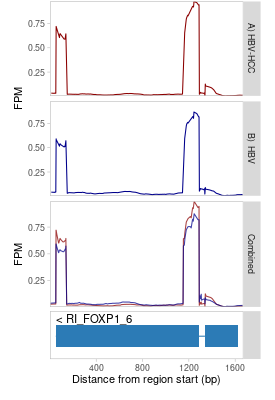 0.75
0.50
0.25
A) HBV-HCC
FPM
0.75
0.50
0.25
B) HBV
0.75
0.50
0.25
Combined
FPM
< RI_FOXP1_6
400
800
1200
1600
Distance from region start (bp)